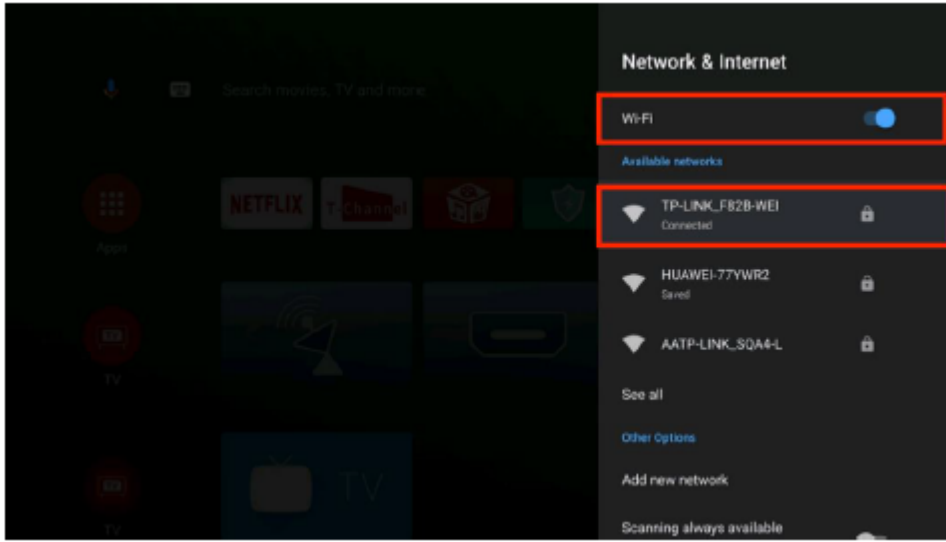 Network & Internet
Search movies, TV and more
Wi-Fi
Available networks
TP-LINK_F82B-WEI
Connected
NETFLIX
T-Channel
Apps
HUAWEI-77YWR2
Saved
AATP-LINK_SQA4-L
TV
See all
Other Options
Add new network
TV
Scanning always available
TV